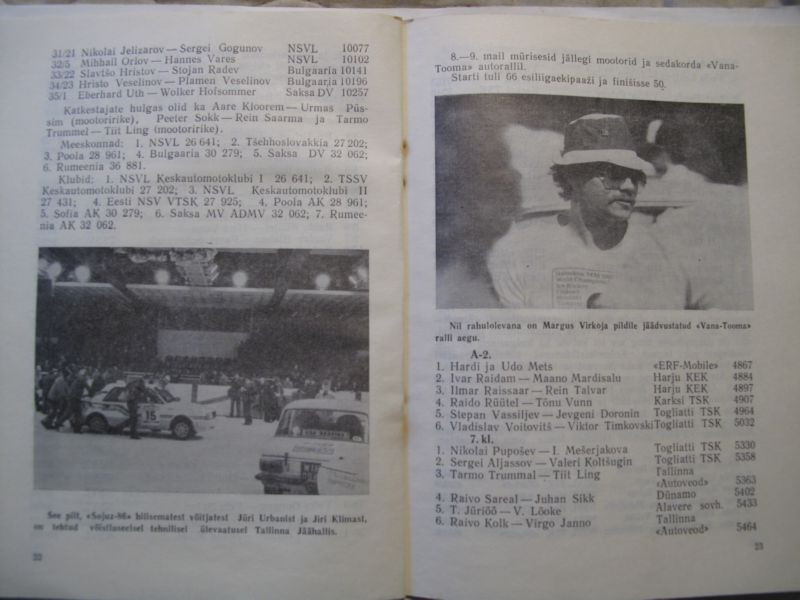 31/21 Nikolai Jelizarov — Sergei Gogunov NSVL 10077
32/5 Mihhail Orlov — Hannes Vares NSVL 10102
33/22 Slavtšo Hristov — Stojan Radev Bulgaaria 10141
34/23 Hristo Veselinov — Plamen Veselinov Bulgaaria 10196
35/1 Eberhard Uth — Wolker Hofsommer Saksa DV 10257
Katkestajate hulgas olid ka Aare Kloorem — Urmas Püs-
sim (mootoririke), Peeter Sokk — Rein Saarma ja Tarmo
Trummel — Tiit Ling (mootoririke).
Meeskonnad: 1. NSVL 26 641; 2. Tšehhoslovakkia 27 202;
3. Poola 28 961; 4. Bulgaaria 30 279; 5. Saksa DV 32 062;
6. Rumeenia 36 881.
Klubid: 1. NSVL Keskautomotoklubi I 26 641; 2. TSSV
Keskautomotoklubi 27 202; 3. NSVL Keskautomotoklubi II
27 431; 4. Eesti NSV VTSK 27 925; 4. Poola AK 28 961;
5. Sofia AK 30 279; 6. Saksa MV ADMV 32 062; 7. Rumee-
nia AK 32 062.
15
See pilt, «Sojuz-86» hilisematest võitjatest Jüri Urbanist ja Jiri Klimast,
on tehtud võistluseelsel tehnilisel ülevaatusel Tallinna Jäähallis.
22
8.—9. mail mürisesid jällegi mootorid ja sedakorda «Vana-
Tooma» autorallil.
Starti tuli 66 esiliigaekipaaži ja finišisse 50.
Nii rahulolevana on Margus Virkoja pildile jäädvustatud «Vana-Tooma»
ralli aegu.
A-2.
1. Hardi ja Udo Mets «ERF-Mobile» 4867
2. Ivar Raidam — Maano Mardisalu Harju KEK 4884
3. Ilmar Raissaar — Rein Talvar Harju KEK 4897
4. Raido Rüütel — Tõnu Vunn Karksi TSK 4907
5. Stepan Vassiljev — Jevgeni Doronin Togliatti TSK 4964
6. Vladislav Voitovitš — Viktor Timkovski Togliatti TSK 5032
7. kl.
1. Nikolai Pupošev — I. Mešerjakova Togliatti TSK 5330
2. Sergei Aljassov — Valeri Koltšugin Togliatti TSK 5358
3. Tarmo Trummal — Tiit Ling Tallinna
«Autoveod» 5363
4. Raivo Sareal — Juhan Sikk Dünamo 5402
5. T. Jüriöö — V. Lõoke Alavere sovh. 5433
6. Raivo Kolk — Virgo Janno Tallinna
«Autoveod» 5464
23